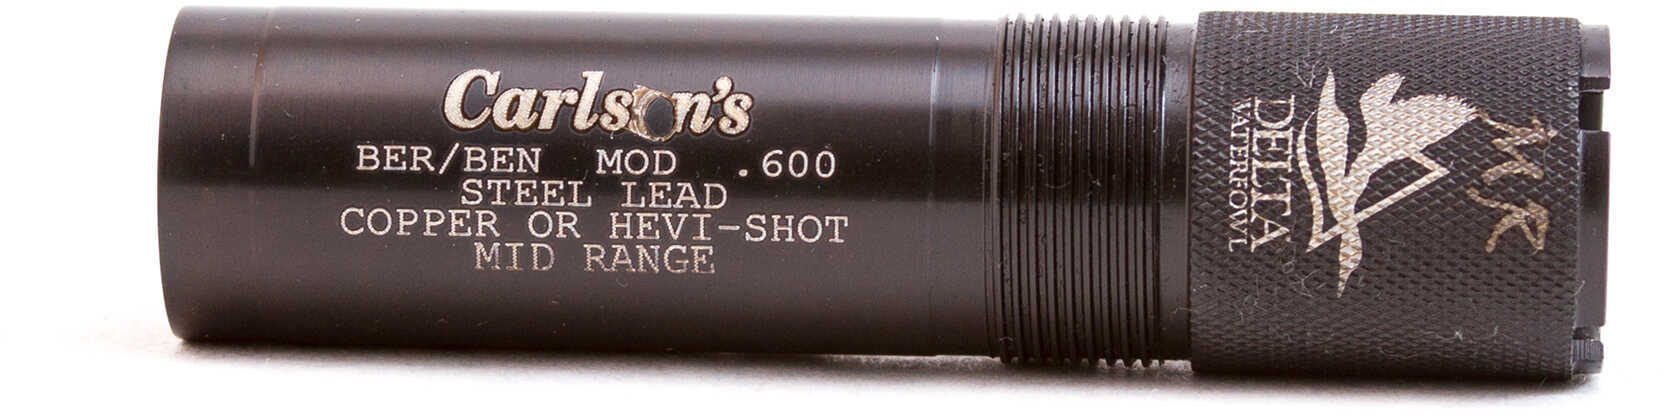 Carlson's
BER/BEN MOD .600
STEEL LEAD
COPPER OR HEVI-SHOT
MID RANGE
DELTA
WATERFOWL
MR